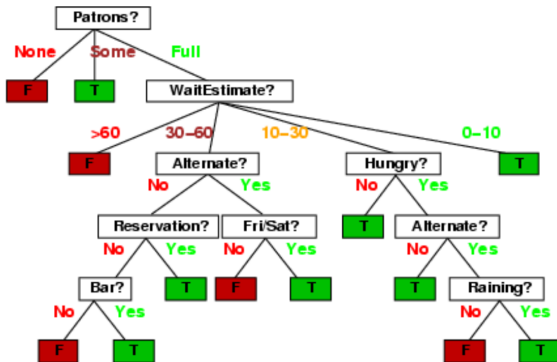 Patrons?
None Some Full
F T WaitEstimate?
>60 30–60 10–30 0–10
F Alternate? Hungry? T
No Yes No Yes
Reservation? Fri/Sat? T Alternate?
No Yes No Yes No Yes
Bar? T F T T Raining?
No Yes No Yes
F T F T